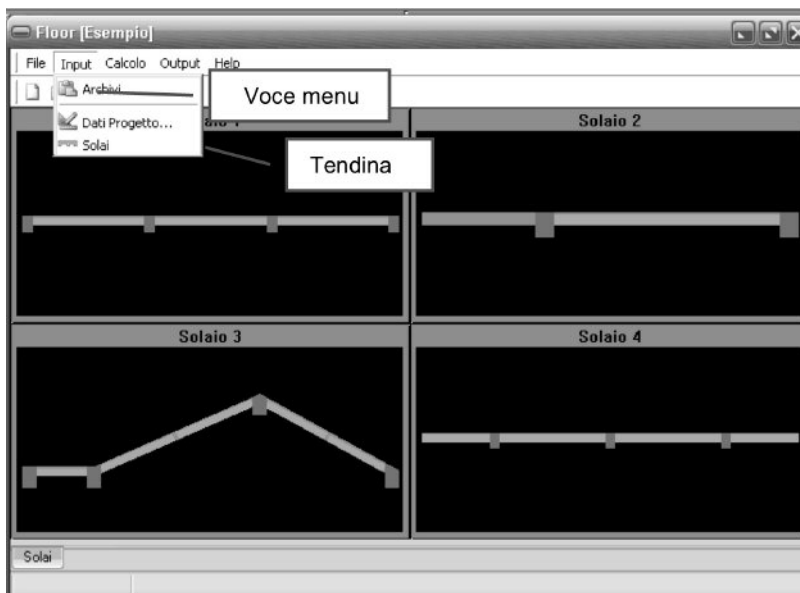 Floor [Esempio]
File Input Calcolo Output Help
Archivi
Voce menu
Dati Progetto...
Solai
Tendina
Solaio 2
Solaio 3
Solaio 4
Solai